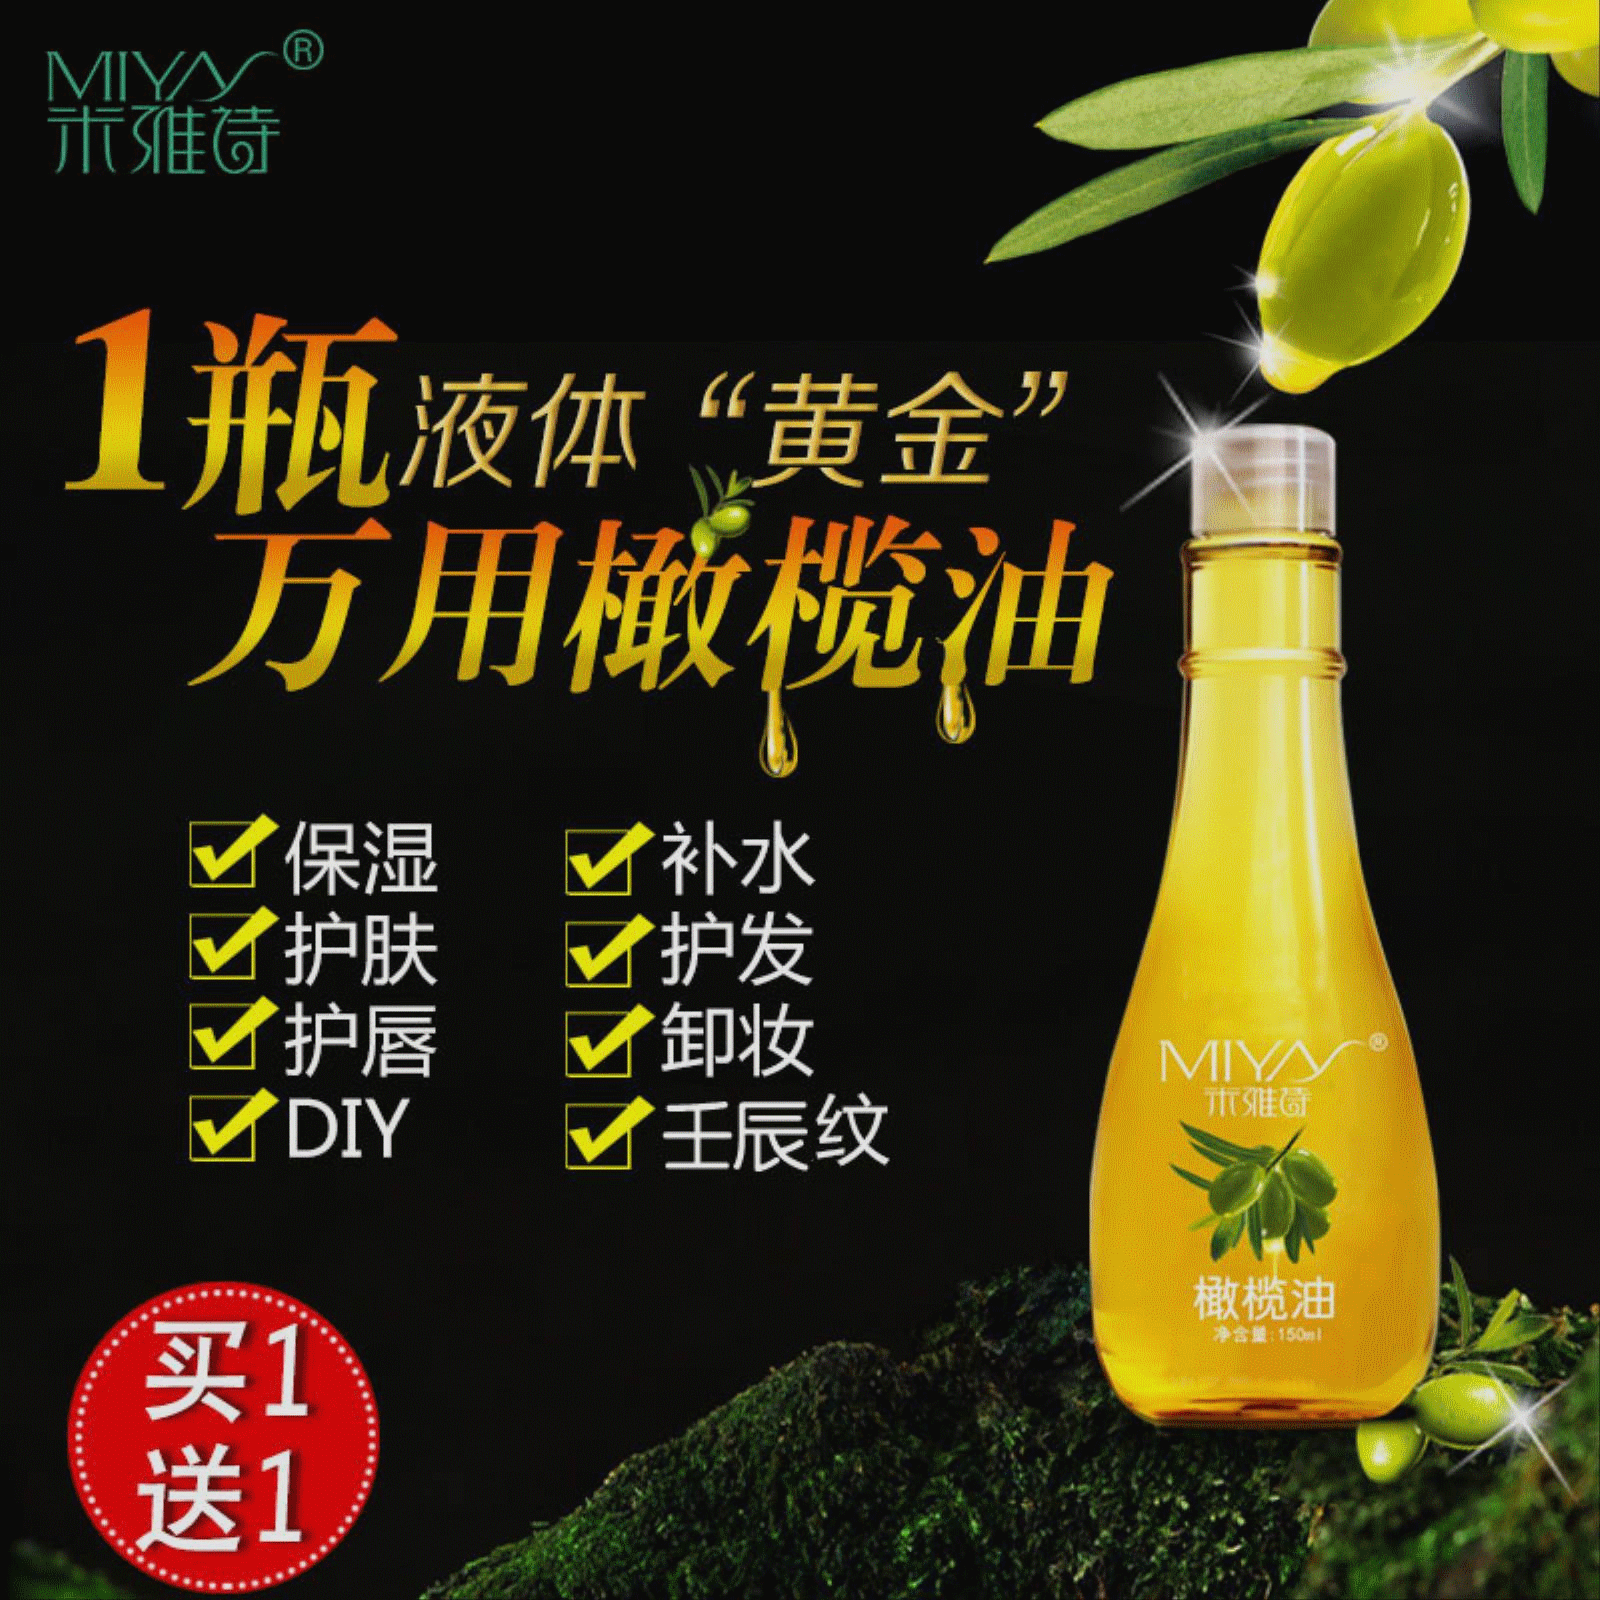 MIYAS®
米雅诗
1瓶液体“黄金”
万用橄榄油
保湿
补水
护肤
护发
护唇
卸妆
DIY
壬辰纹
买1
送1
MIYAS®
米雅诗
橄榄油
净含量:150ml